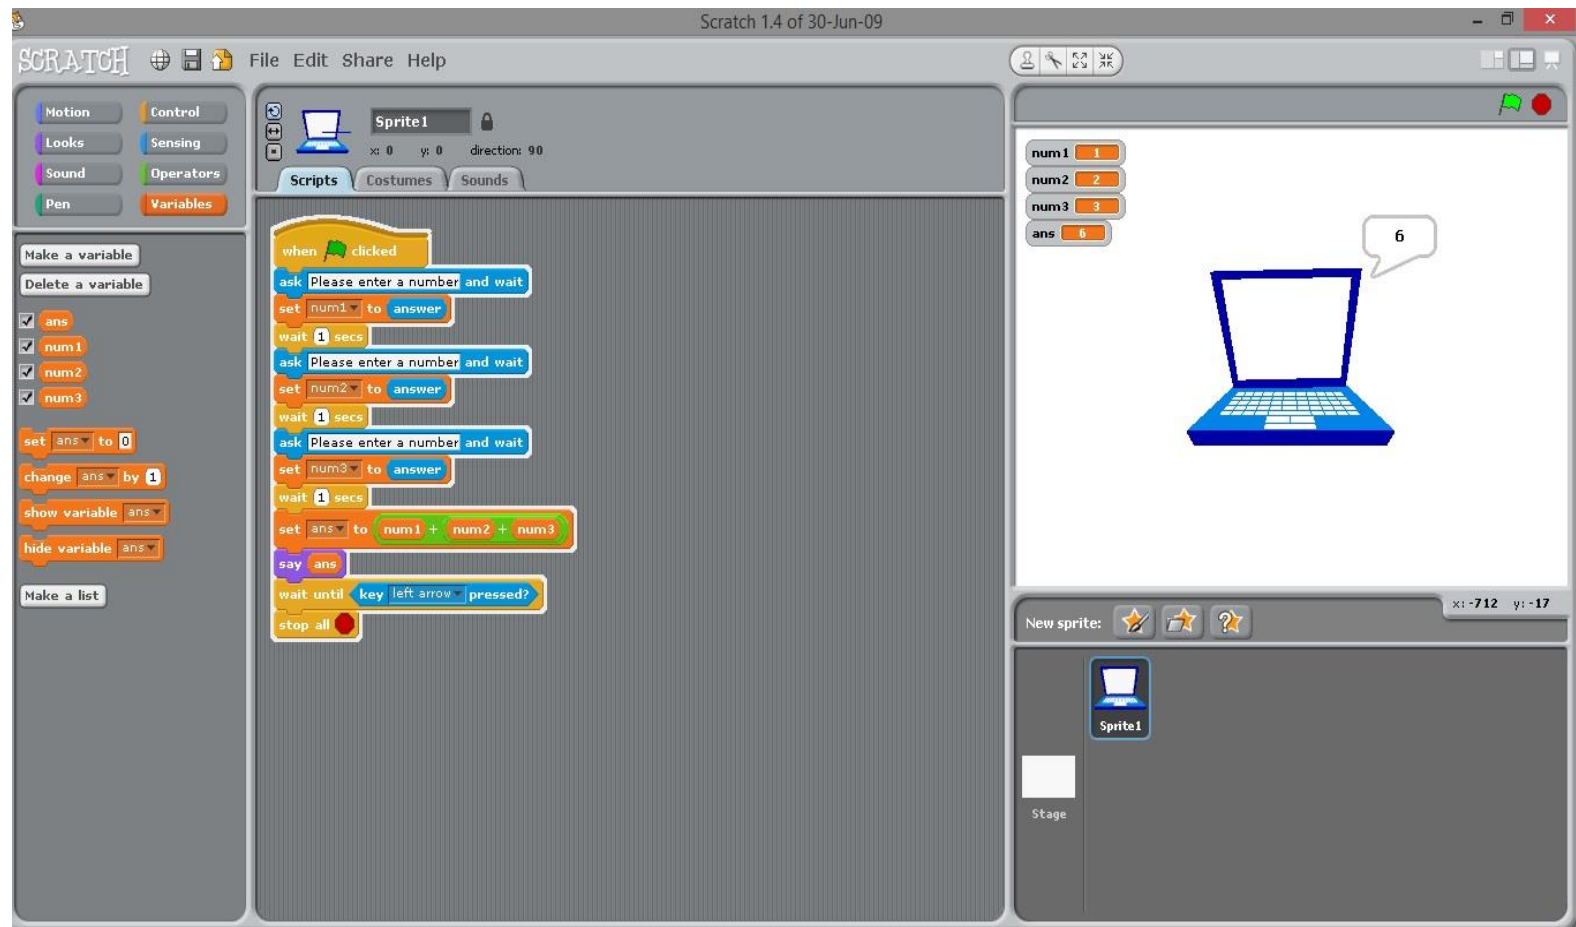 Scratch 1.4 of 30-Jun-09
SCRATCH File Edit Share Help
Motion Control
Looks Sensing
Sound Operators
Pen Variables
Make a variable
Delete a variable
ans
num1
num2
num3
set ans to 0
change ans by 1
show variable ans
hide variable ans
Make a list
Sprite1
x: 0 y: 0 direction: 90
Scripts Costumes Sounds
when clicked
ask Please enter a number and wait
set num1 to answer
wait 1 secs
ask Please enter a number and wait
set num2 to answer
wait 1 secs
ask Please enter a number and wait
set num3 to answer
wait 1 secs
set ans to num1 + num2 + num3
say ans
wait until key left arrow pressed?
stop all
num1 1
num2 2
num3 3
ans 6
6
x: -712 y: -17
New sprite:
Sprite1
Stage